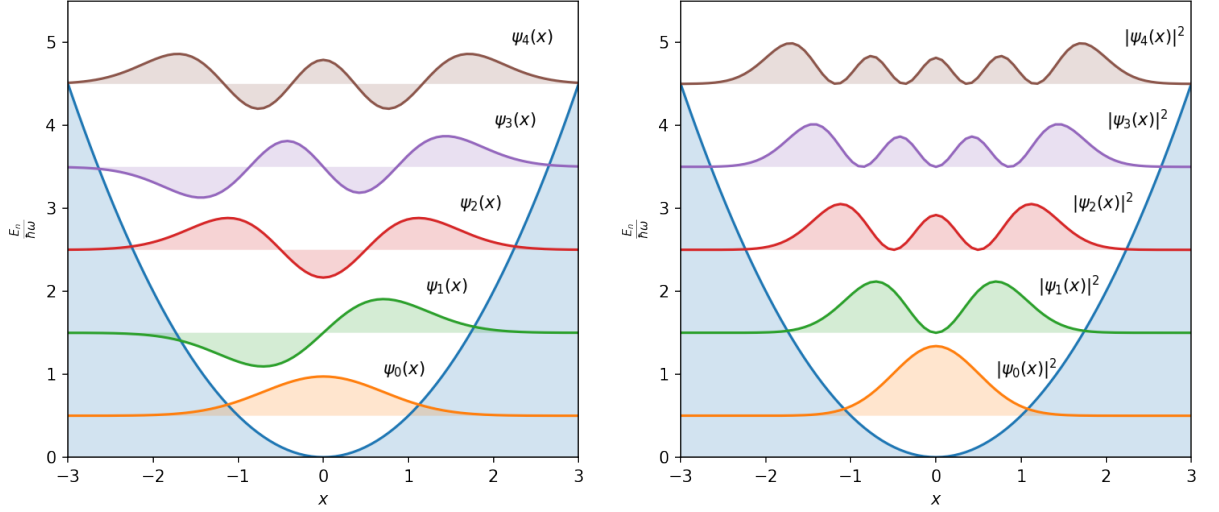 5
4
3
2
1
0
E_n/ħω
ψ₄(x)
ψ₃(x)
ψ₂(x)
ψ₁(x)
ψ₀(x)
−3 −2 −1 0 1 2 3
x
5
4
3
2
1
0
E_n/ħω
|ψ₄(x)|²
|ψ₃(x)|²
|ψ₂(x)|²
|ψ₁(x)|²
|ψ₀(x)|²
−3 −2 −1 0 1 2 3
x